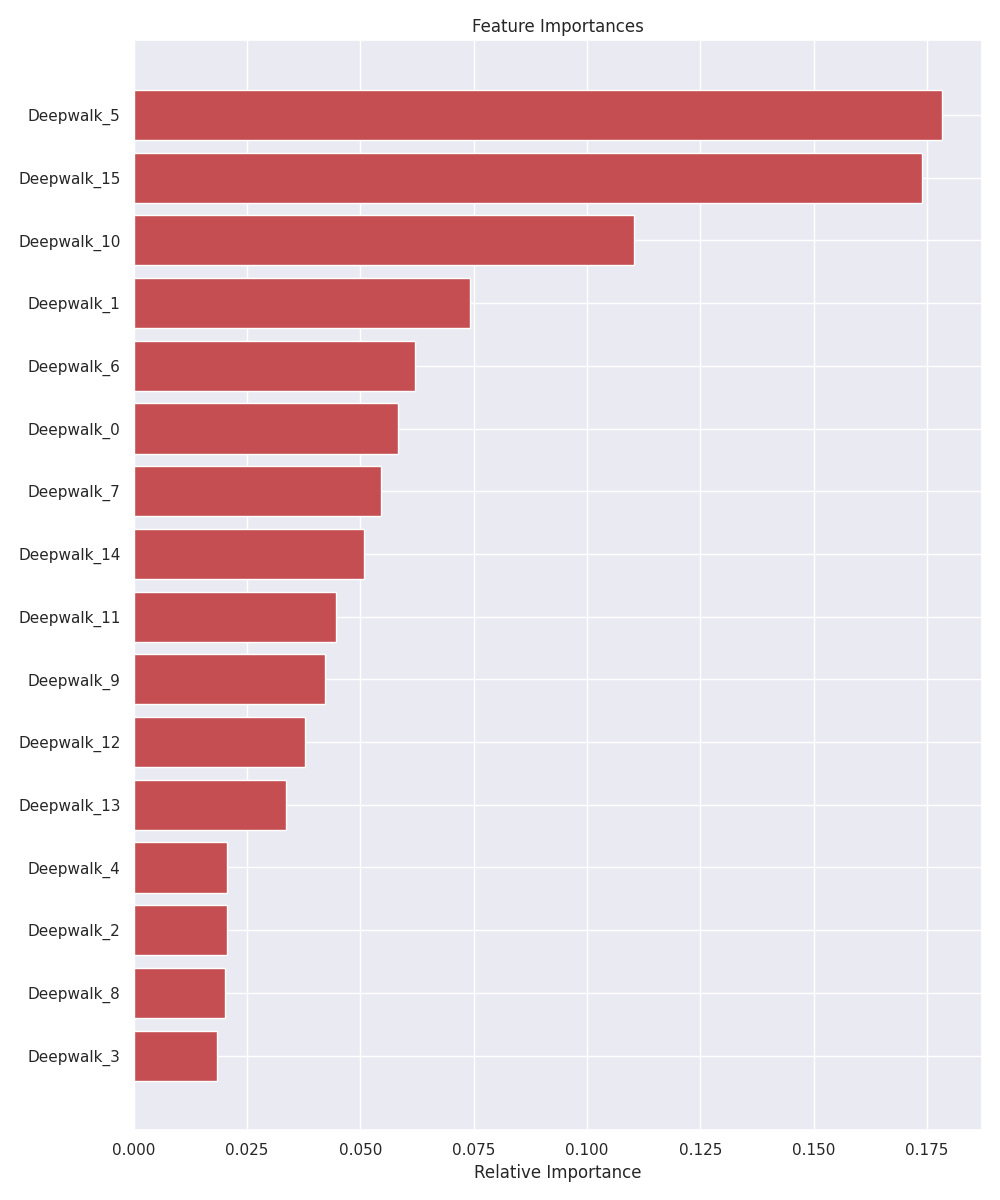 Feature Importances
Deepwalk_5
Deepwalk_15
Deepwalk_10
Deepwalk_1
Deepwalk_6
Deepwalk_0
Deepwalk_7
Deepwalk_14
Deepwalk_11
Deepwalk_9
Deepwalk_12
Deepwalk_13
Deepwalk_4
Deepwalk_2
Deepwalk_8
Deepwalk_3
0.000 0.025 0.050 0.075 0.100 0.125 0.150 0.175
Relative Importance